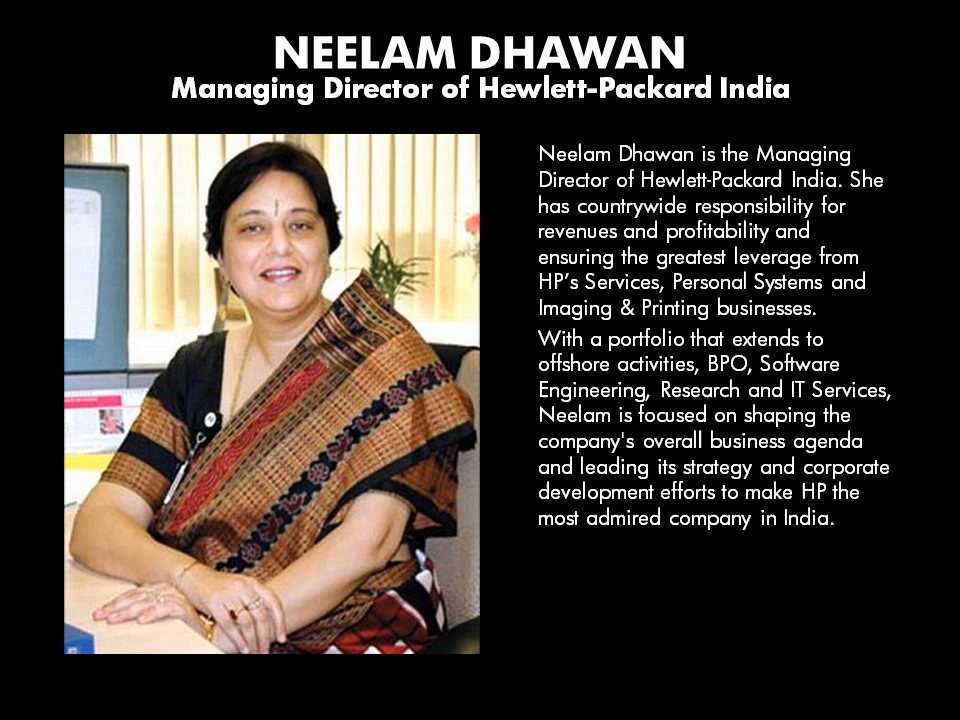 NEELAM DHAWAN
Managing Director of Hewlett-Packard India
Neelam Dhawan is the Managing
Director of Hewlett-Packard India. She
has countrywide responsibility for
revenues and profitability and
ensuring the greatest leverage from
HP’s Services, Personal Systems and
Imaging & Printing businesses.
With a portfolio that extends to
offshore activities, BPO, Software
Engineering, Research and IT Services,
Neelam is focused on shaping the
company's overall business agenda
and leading its strategy and corporate
development efforts to make HP the
most admired company in India.